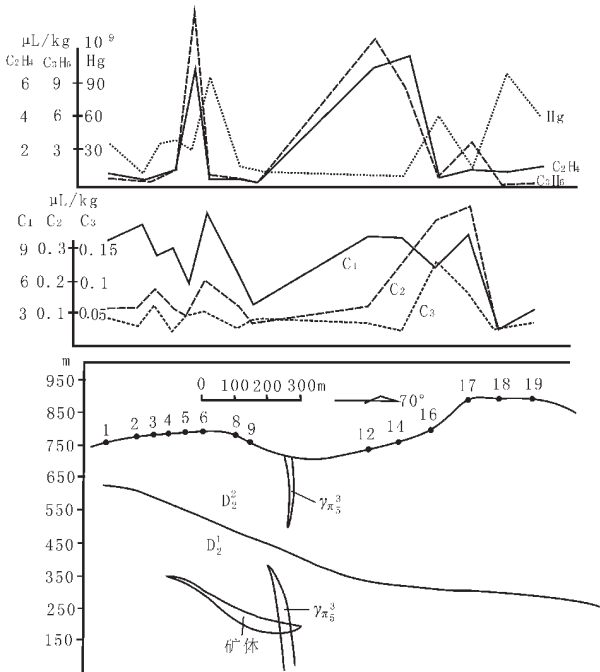 μL/kg 10⁹
C₂H₄ C₃H₆ Hg
6 9 90
4 6 60
2 3 30
Hg
C₂H₄
C₃H₆
μL/kg
C₁ C₂ C₃
9 0.3 0.15
6 0.2 0.1
3 0.1 0.05
C₁
C₂
C₃
m
950
850
750
650
550
450
350
250
150
0 100 200 300m
70°
1 2 3 4 5 6 8 9 12 14 16 17 18 19
D₂²
γπ₅³
D₂¹
γπ₅³
矿体